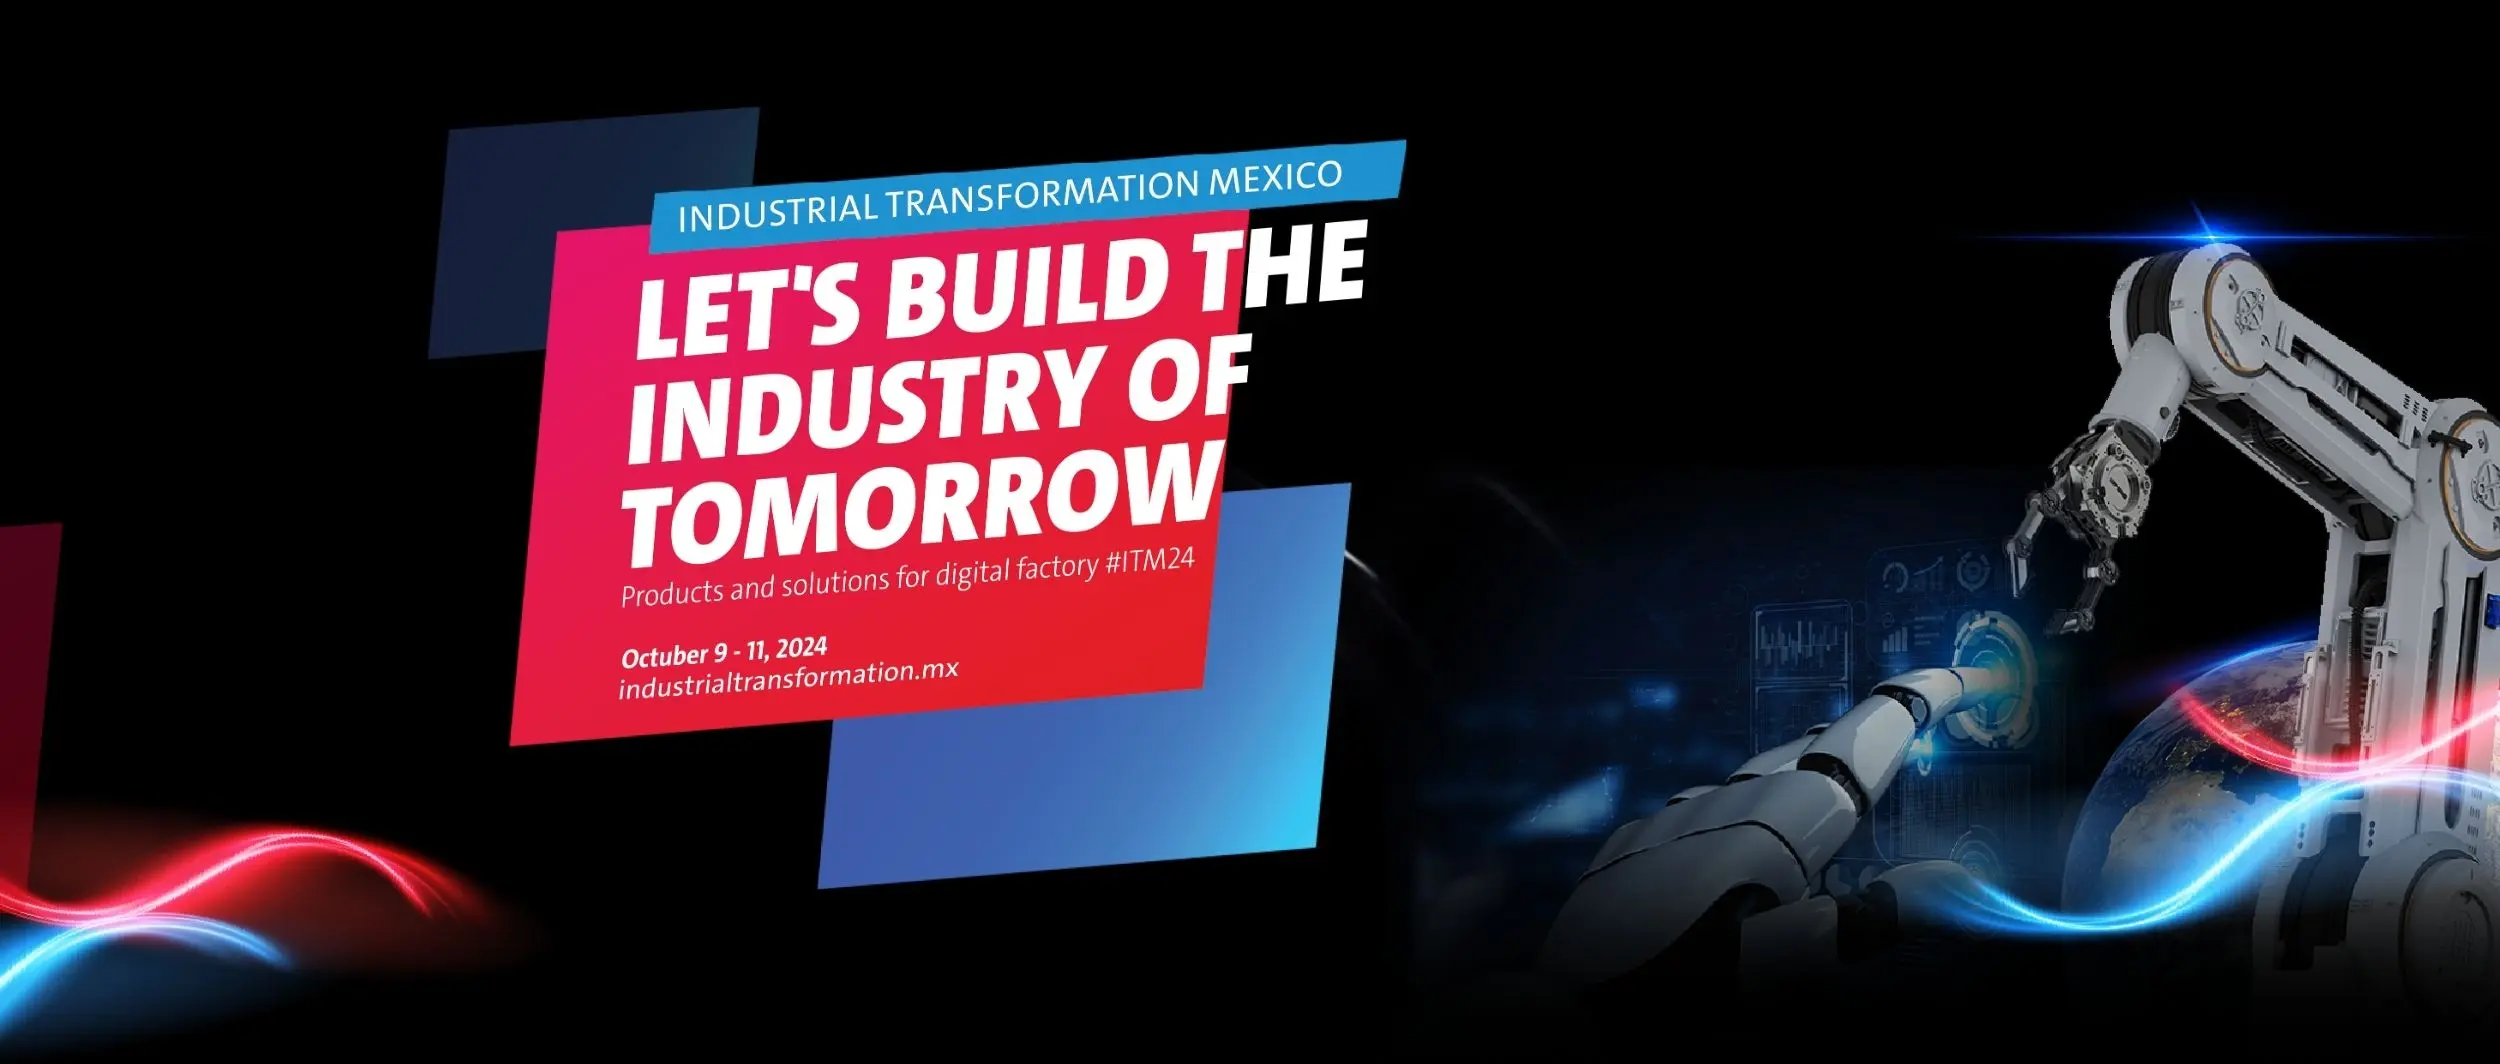 INDUSTRIAL TRANSFORMATION MEXICO
LET'S BUILD THE
INDUSTRY OF
TOMORROW
Products and solutions for digital factory #ITM24
Octuber 9 - 11, 2024
industrialtransformation.mx